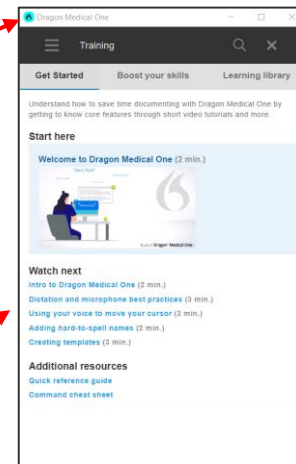 Dragon Medical One
Training
Get Started Boost your skills Learning library
Understand how to save time documenting with Dragon Medical One by
getting to know core features through short video tutorials and more.
Start here
Welcome to Dragon Medical One (2 min.)
Dragon Medical One
Watch next
Intro to Dragon Medical One (2 min.)
Dictation and microphone best practices (3 min.)
Using your voice to move your cursor (3 min.)
Adding hard-to-spell names (2 min.)
Creating templates (3 min.)
Additional resources
Quick reference guide
Command cheat sheet